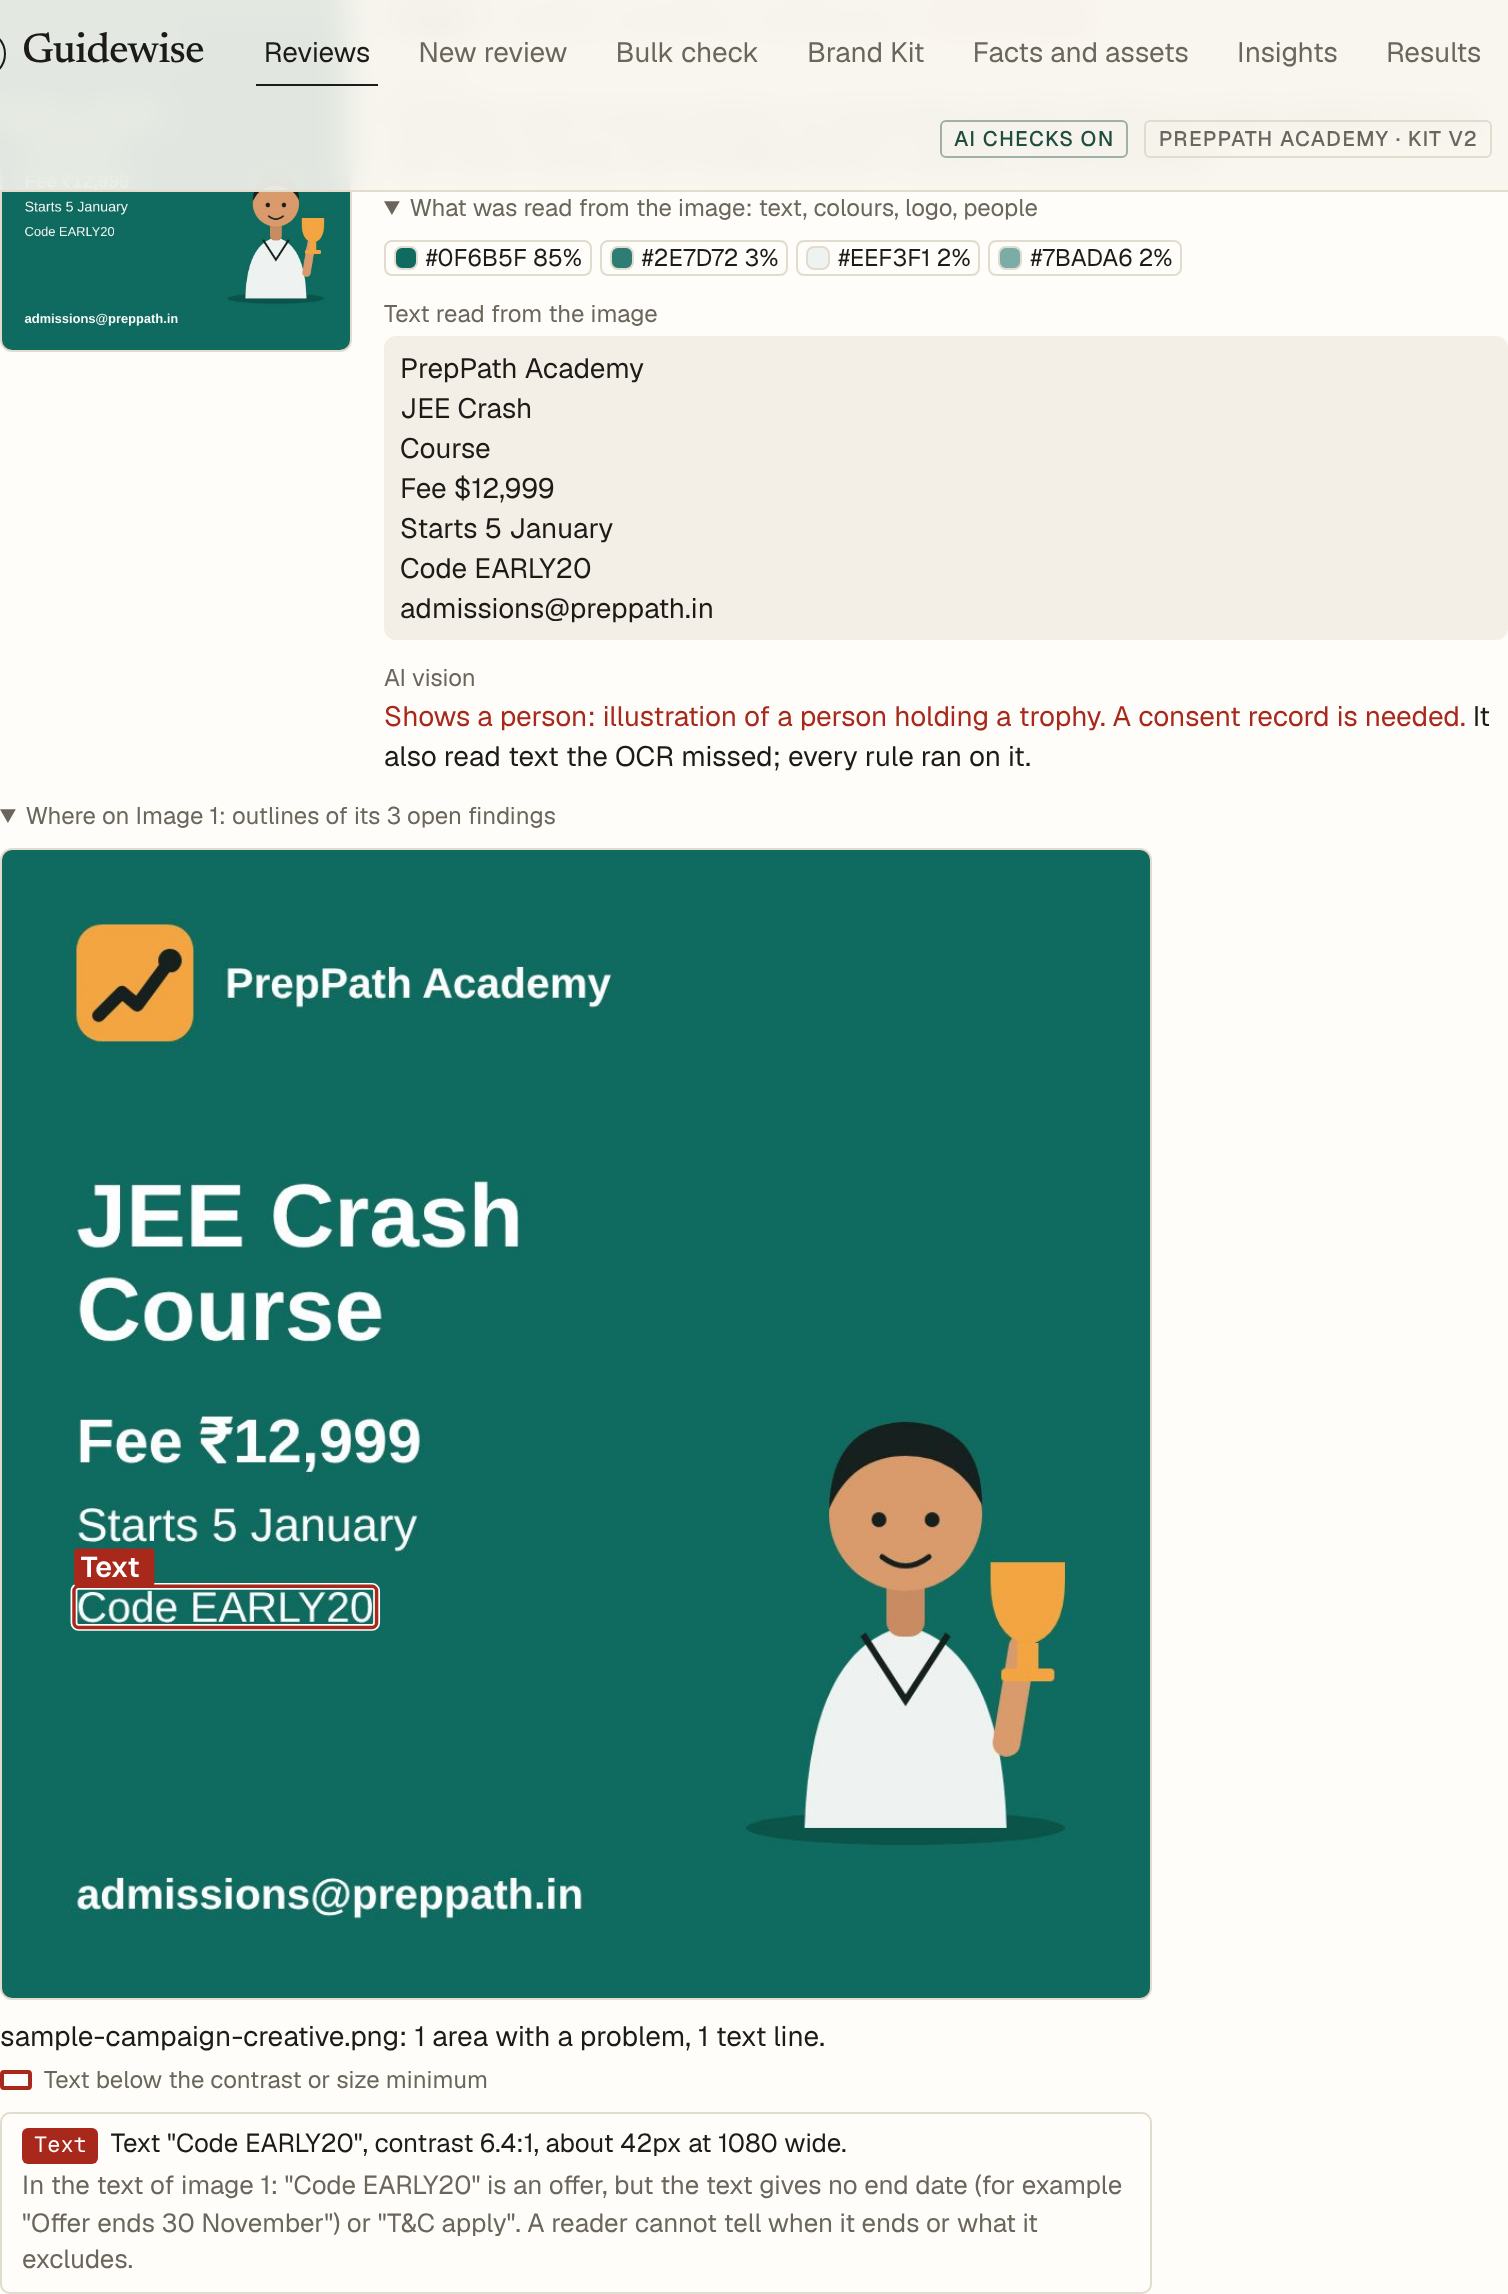 Guidewise
Reviews New review Bulk check Brand Kit Facts and assets Insights Results
AI CHECKS ON PREPPATH ACADEMY · KIT V2
Fee ₹12,999
Starts 5 January
Code EARLY20
admissions@preppath.in
What was read from the image: text, colours, logo, people
#0F6B5F 85% #2E7D72 3% #EEF3F1 2% #7BADA6 2%
Text read from the image
PrepPath Academy
JEE Crash
Course
Fee $12,999
Starts 5 January
Code EARLY20
admissions@preppath.in
AI vision
Shows a person: illustration of a person holding a trophy. A consent record is needed. It
also read text the OCR missed; every rule ran on it.
Where on Image 1: outlines of its 3 open findings
PrepPath Academy
JEE Crash
Course
Fee ₹12,999
Starts 5 January
Text
Code EARLY20
admissions@preppath.in
sample-campaign-creative.png: 1 area with a problem, 1 text line.
Text below the contrast or size minimum
Text Text "Code EARLY20", contrast 6.4:1, about 42px at 1080 wide.
In the text of image 1: "Code EARLY20" is an offer, but the text gives no end date (for example
"Offer ends 30 November") or "T&C apply". A reader cannot tell when it ends or what it
excludes.